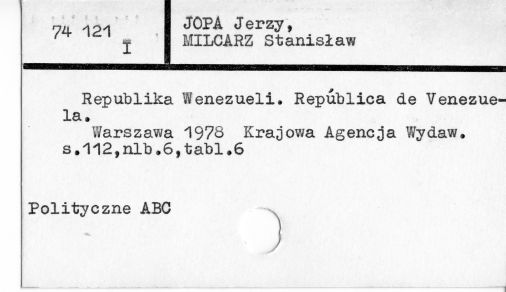 74 121
I
JOPA Jerzy,
MILCARZ Stanisław
Republika Wenezueli. República de Venezue-
la.
Warszawa 1978 Krajowa Agencja Wydaw.
s.112,nlb.6,tabl.6
Polityczne ABC